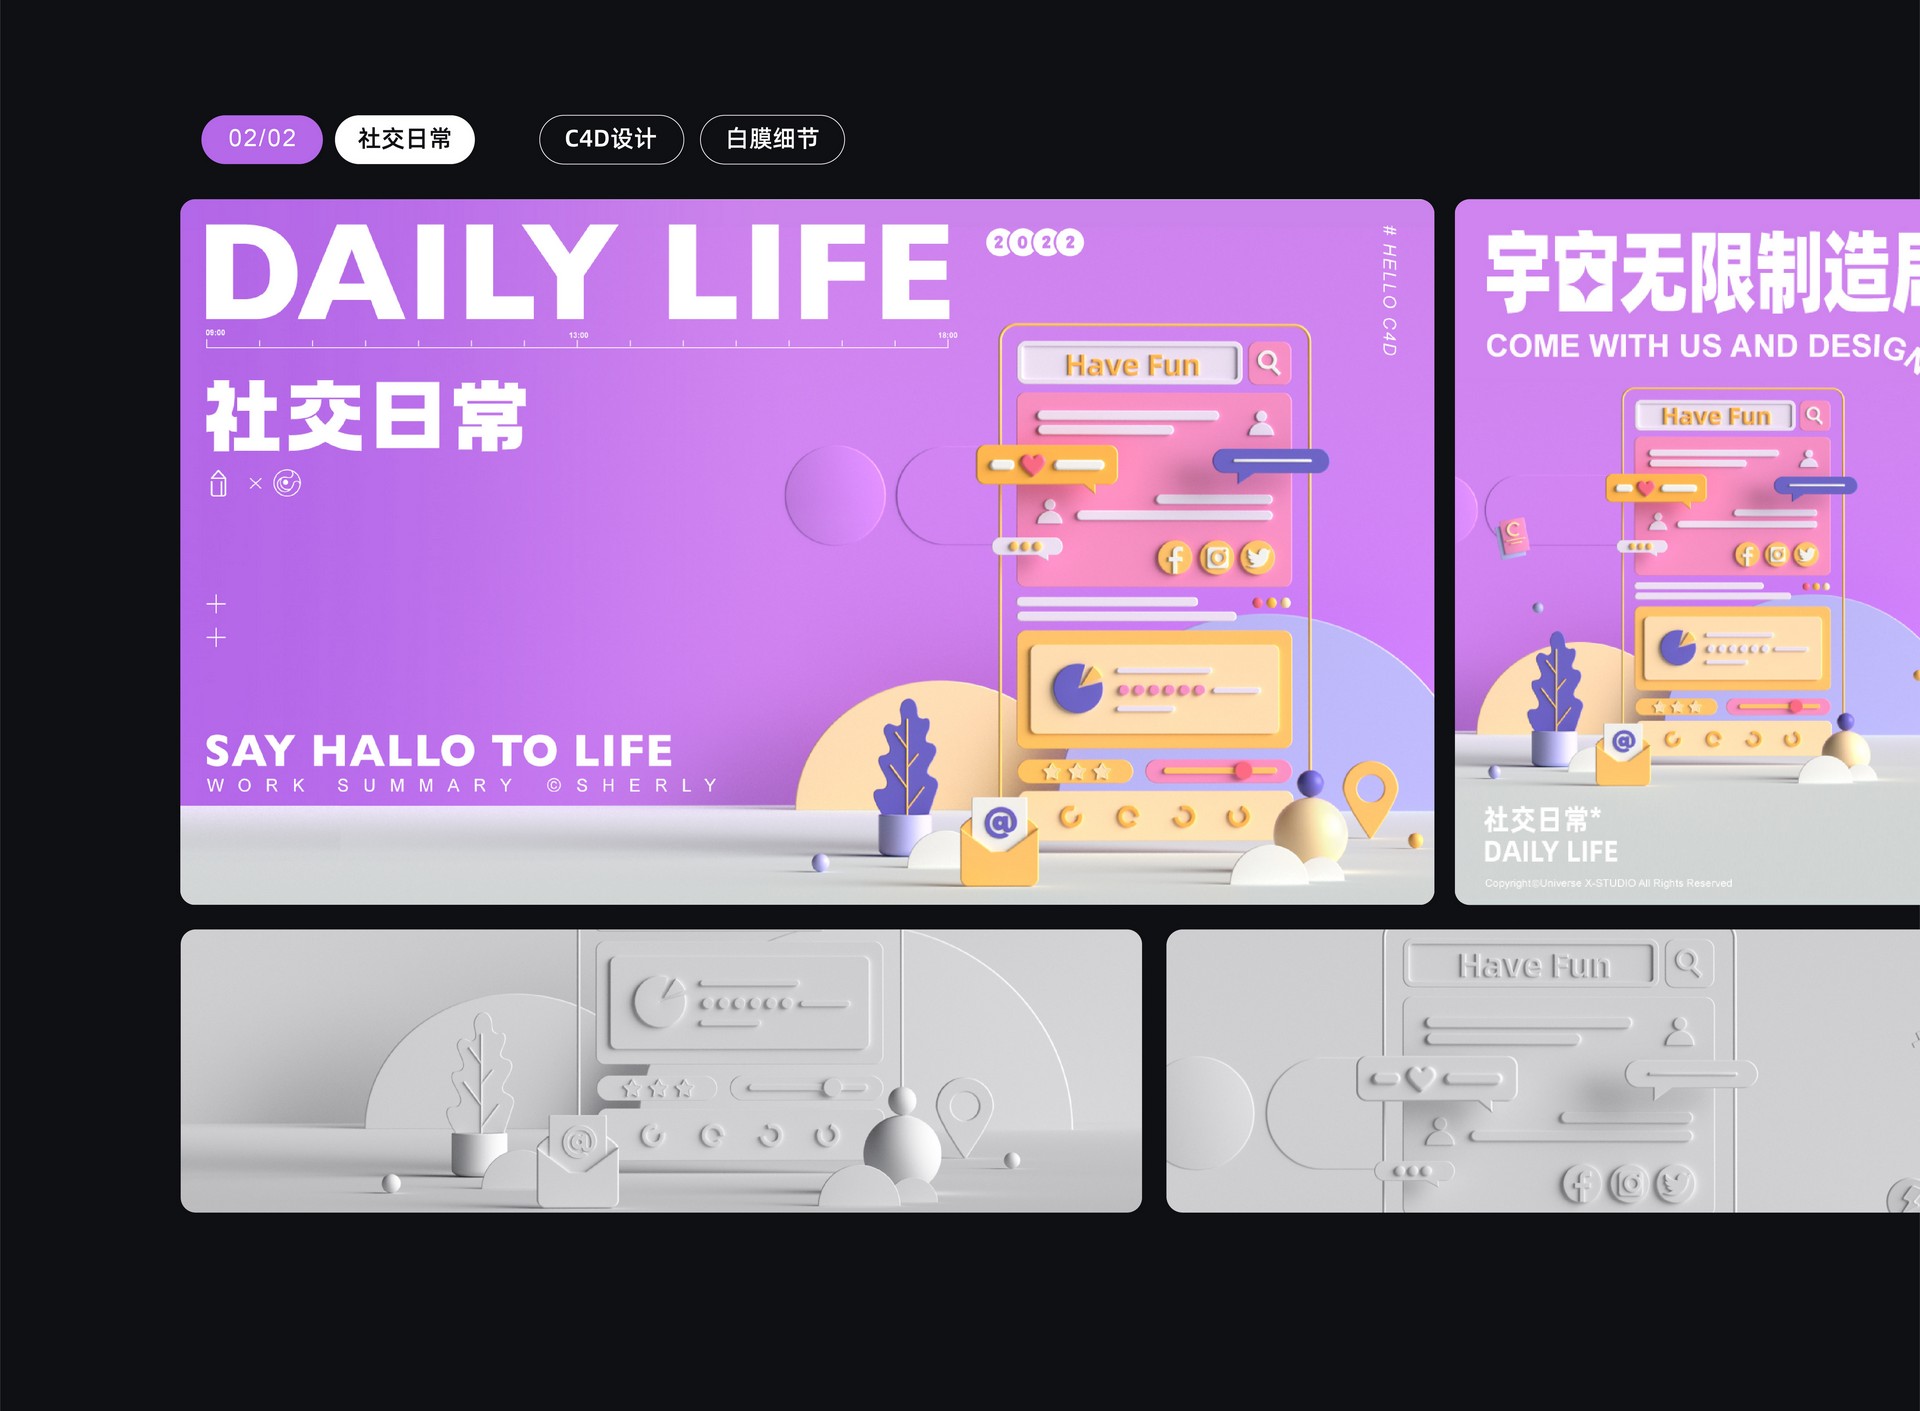 02/02
社交日常
C4D设计
白膜细节
DAILY LIFE
2022
# HELLO C4D
09:00
13:00
18:00
社交日常
SAY HALLO TO LIFE
WORK SUMMARY ©SHERLY
Have Fun
@
宇宙无限制造局
COME WITH US AND DESIGN
Have Fun
C
@
社交日常*
DAILY LIFE
Copyright©Universe X-STUDIO All Rights Reserved
@
Have Fun